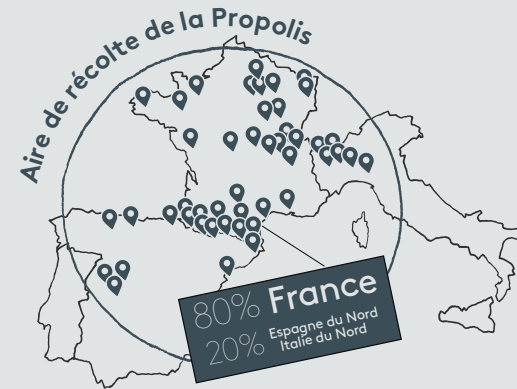 Aire de récolte de la Propolis
80% France
20% Espagne du Nord
Italie du Nord